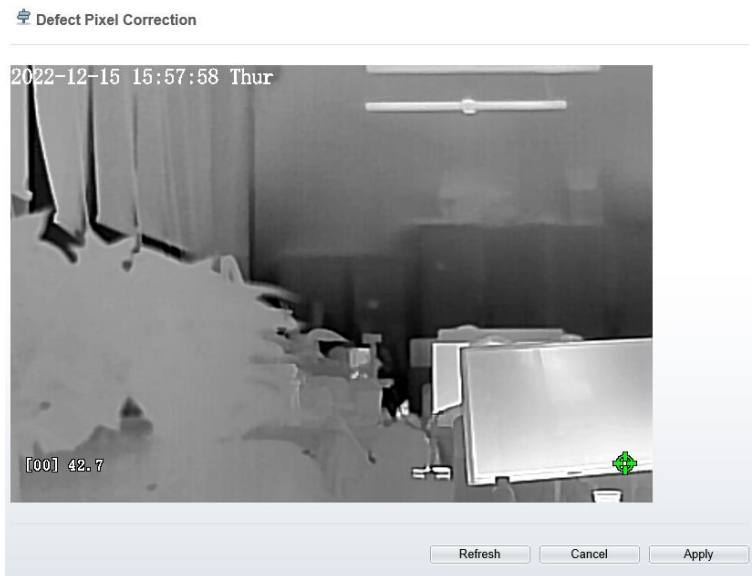 Defect Pixel Correction
2022-12-15 15:57:58 Thur
[00] 42.7
Refresh Cancel Apply